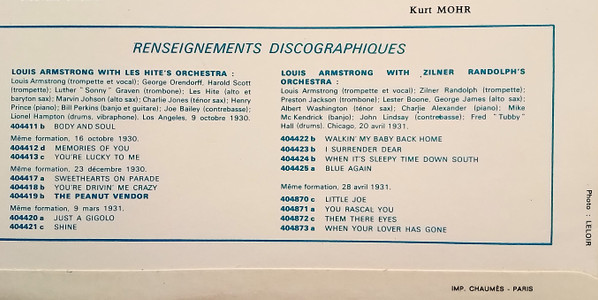 Kurt MOHR
RENSEIGNEMENTS DISCOGRAPHIQUES
LOUIS ARMSTRONG WITH LES HITE'S ORCHESTRA :
Louis Armstrong (trompette et vocal); George Orendorff, Harold Scott
(trompette); Luther "Sonny" Graven (trombone); Les Hite (alto et
baryton sax); Marvin Johson (alto sax); Charlie Jones (ténor sax); Henry
Prince (piano); Bill Perkins (banjo et guitare); Joe Bailey (contrebasse);
Lionel Hampton (drums, vibraphone). Los Angeles, 9 octobre 1930.
404411 b BODY AND SOUL
Même formation, 16 octobre 1930.
404412 d MEMORIES OF YOU
404413 c YOU'RE LUCKY TO ME
Même formation, 23 décembre 1930.
404417 a SWEETHEARTS ON PARADE
404418 b YOU'RE DRIVIN' ME CRAZY
404419 b THE PEANUT VENDOR
Même formation, 9 mars 1931.
404420 a JUST A GIGOLO
404421 c SHINE
LOUIS ARMSTRONG WITH ZILNER RANDOLPH'S
ORCHESTRA :
Louis Armstrong (trompette et vocal); Zilner Randolph (trompette);
Preston Jackson (trombone); Lester Boone, George James (alto sax);
Albert Washington (ténor sax); Charlie Alexander (piano); Mike
Mc Kendrick (banjo); John Lindsay (contrebasse); Fred "Tubby"
Hall (drums). Chicago, 20 avril 1931.
404422 b WALKIN' MY BABY BACK HOME
404423 b I SURRENDER DEAR
404424 b WHEN IT'S SLEEPY TIME DOWN SOUTH
404425 a BLUE AGAIN
Même formation, 28 avril 1931.
404870 c LITTLE JOE
404871 a YOU RASCAL YOU
404872 c THEM THERE EYES
404873 a WHEN YOUR LOVER HAS GONE
Photo : LELOIR
IMP. CHAUMÈS - PARIS